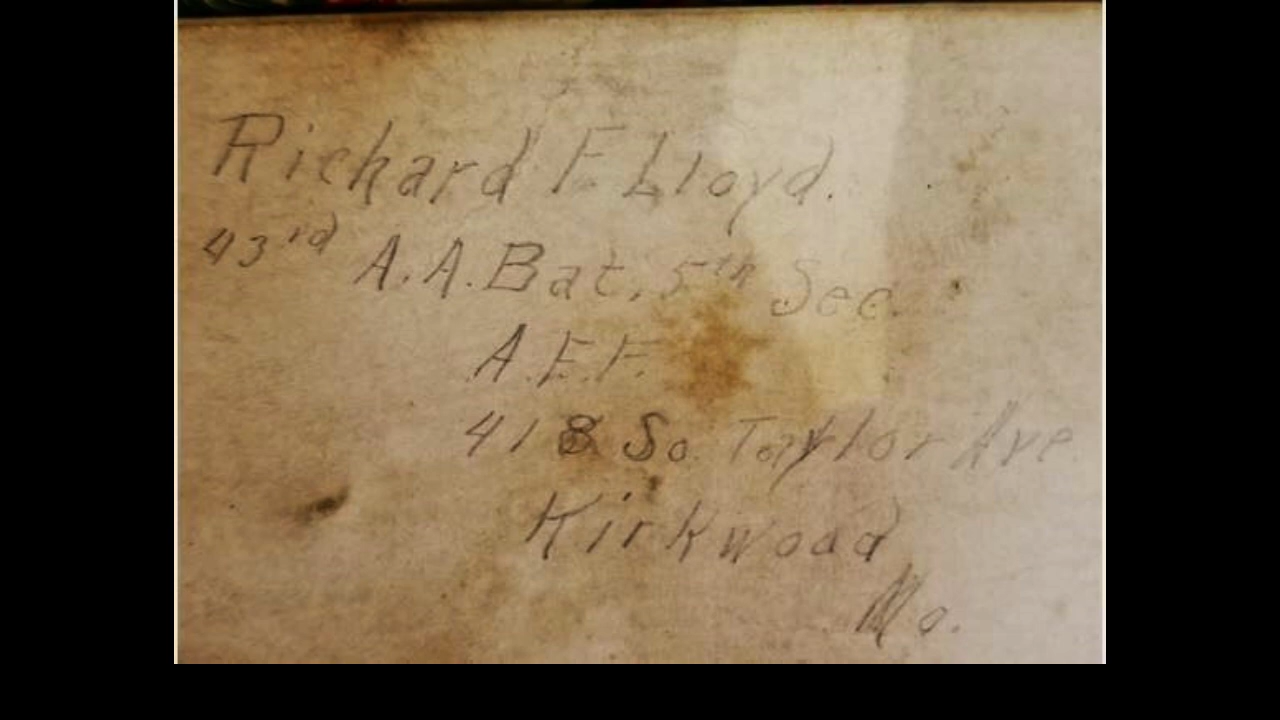 Richard F. Lloyd.
43rd A.A. Bat. 5th Sec.
A.E.F.
418 So. Taylor Ave
Kirkwood
Mo.